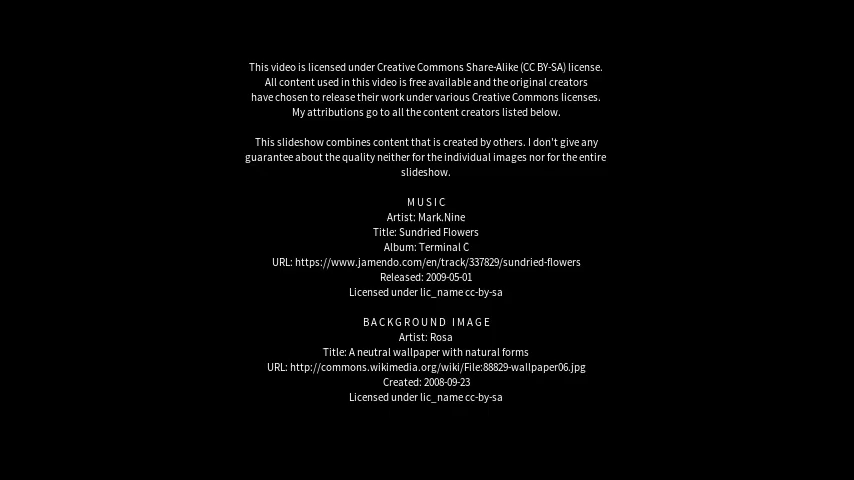 This video is licensed under Creative Commons Share-Alike (CC BY-SA) license.
All content used in this video is free available and the original creators
have chosen to release their work under various Creative Commons licenses.
My attributions go to all the content creators listed below.
This slideshow combines content that is created by others. I don't give any
guarantee about the quality neither for the individual images nor for the entire
slideshow.
MUSIC
Artist: Mark.Nine
Title: Sundried Flowers
Album: Terminal C
URL: https://www.jamendo.com/en/track/337829/sundried-flowers
Released: 2009-05-01
Licensed under lic_name cc-by-sa
BACKGROUND IMAGE
Artist: Rosa
Title: A neutral wallpaper with natural forms
URL: http://commons.wikimedia.org/wiki/File:88829-wallpaper06.jpg
Created: 2008-09-23
Licensed under lic_name cc-by-sa